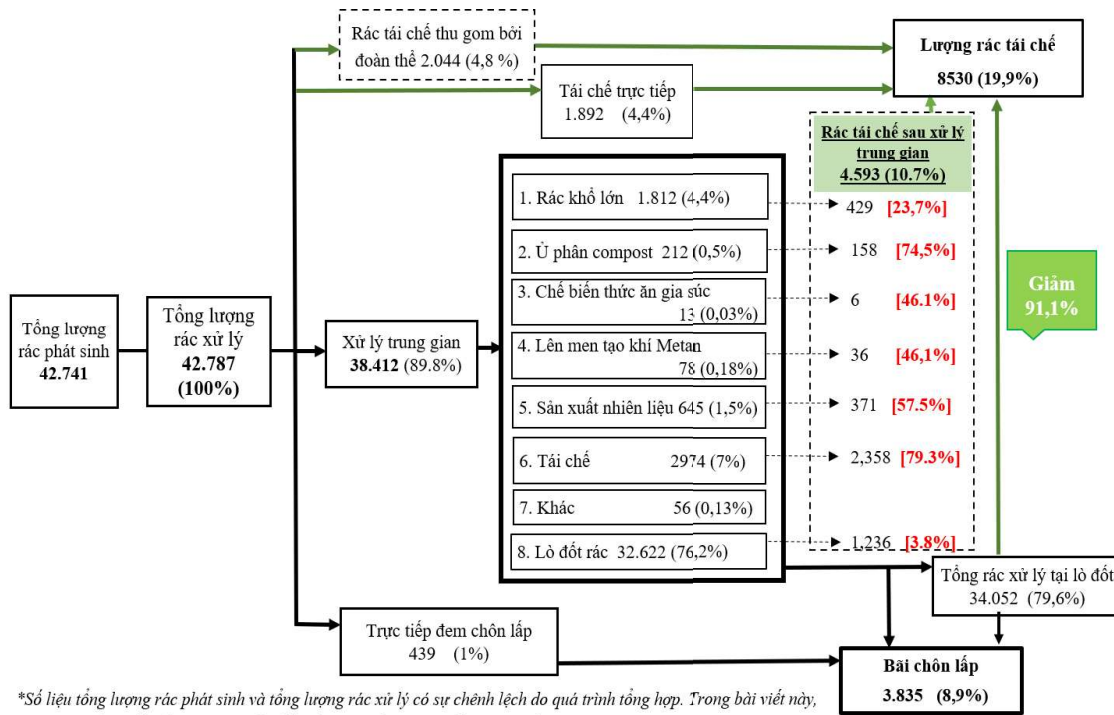 Rác tái chế thu gom bởi
đoàn thể 2.044 (4,8 %)
Lượng rác tái chế
8530 (19,9%)
Tái chế trực tiếp
1.892 (4,4%)
Rác tái chế sau xử lý
trung gian
4.593 (10.7%)
1. Rác khổ lớn 1.812 (4,4%)
429 [23,7%]
2. Ủ phân compost 212 (0,5%)
158 [74,5%]
3. Chế biến thức ăn gia súc
13 (0,03%)
6 [46.1%]
Giảm
91,1%
Tổng lượng
rác phát sinh
42.741
Tổng lượng
rác xử lý
42.787
(100%)
Xử lý trung gian
38.412 (89.8%)
4. Lên men tạo khí Metan
78 (0,18%)
36 [46,1%]
5. Sản xuất nhiên liệu 645 (1,5%)
371 [57.5%]
6. Tái chế 2974 (7%)
2,358 [79.3%]
7. Khác 56 (0,13%)
8. Lò đốt rác 32.622 (76,2%)
1,236 [3.8%]
Tổng rác xử lý tại lò đốt
34.052 (79,6%)
Trực tiếp đem chôn lấp
439 (1%)
Bãi chôn lấp
3.835 (8,9%)
*Số liệu tổng lượng rác phát sinh và tổng lượng rác xử lý có sự chênh lệch do quá trình tổng hợp. Trong bài viết này,